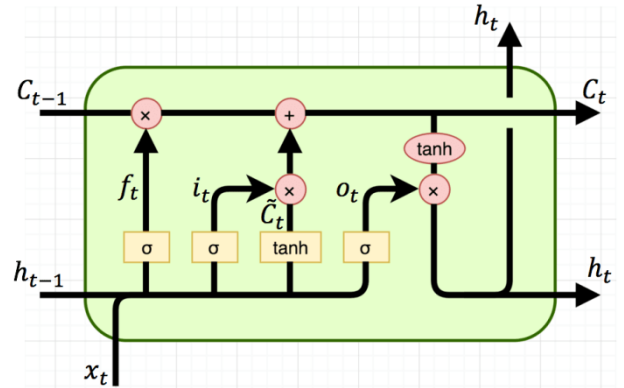 h_t
C_{t-1} × + C_t
tanh
f_t i_t × o_t ×
C̃_t
σ σ tanh σ
h_{t-1} h_t
x_t